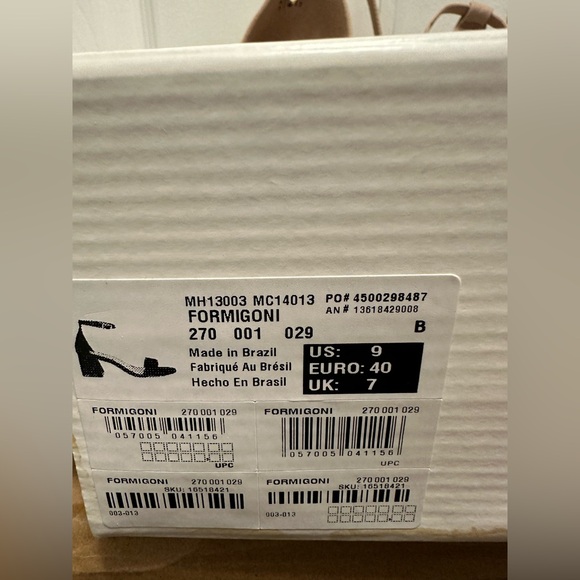 MH13003 MC14013 PO# 4500298487
FORMIGONI AN # 13618429008
270 001 029 B
Made in Brazil
Fabriqué Au Brésil
Hecho En Brasil
US: 9
EURO: 40
UK: 7
FORMIGONI 270 001 029
057005 041156
UPC
FORMIGONI 270 001 029
057005 041156
UPC
FORMIGONI 270 001 029
SKU: 16518421
003-013
FORMIGONI 270 001 029
SKU: 16518421
003-013